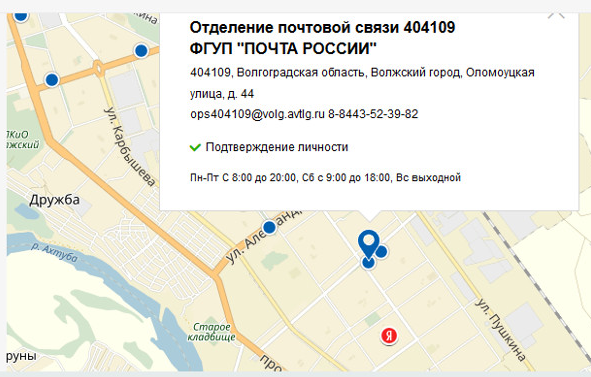 Отделение почтовой связи 404109
ФГУП "ПОЧТА РОССИИ"
404109, Волгоградская область, Волжский город, Оломоуцкая
улица, д. 44
ops404109@volg.avtlg.ru 8-8443-52-39-82
Подтверждение личности
Пн-Пт С 8:00 до 20:00, Сб с 9:00 до 18:00, Вс выходной
ул. Карбышева
ПКиО
лжский
Дружба
ул. Александ
р. Ахтуба
Старое
кладбище
ул. Пушкина
Я
руны
про